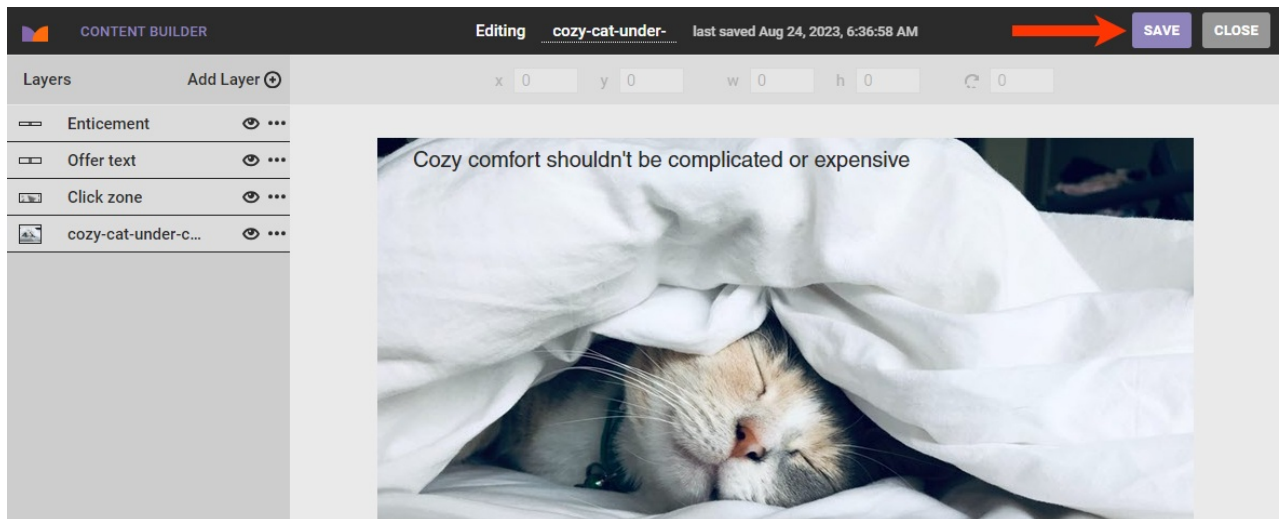 CONTENT BUILDER
Editing cozy-cat-under- last saved Aug 24, 2023, 6:36:58 AM
SAVE CLOSE
Layers Add Layer
x 0 y 0 w 0 h 0 0
Enticement
Offer text
Click zone
cozy-cat-under-c...
Cozy comfort shouldn't be complicated or expensive